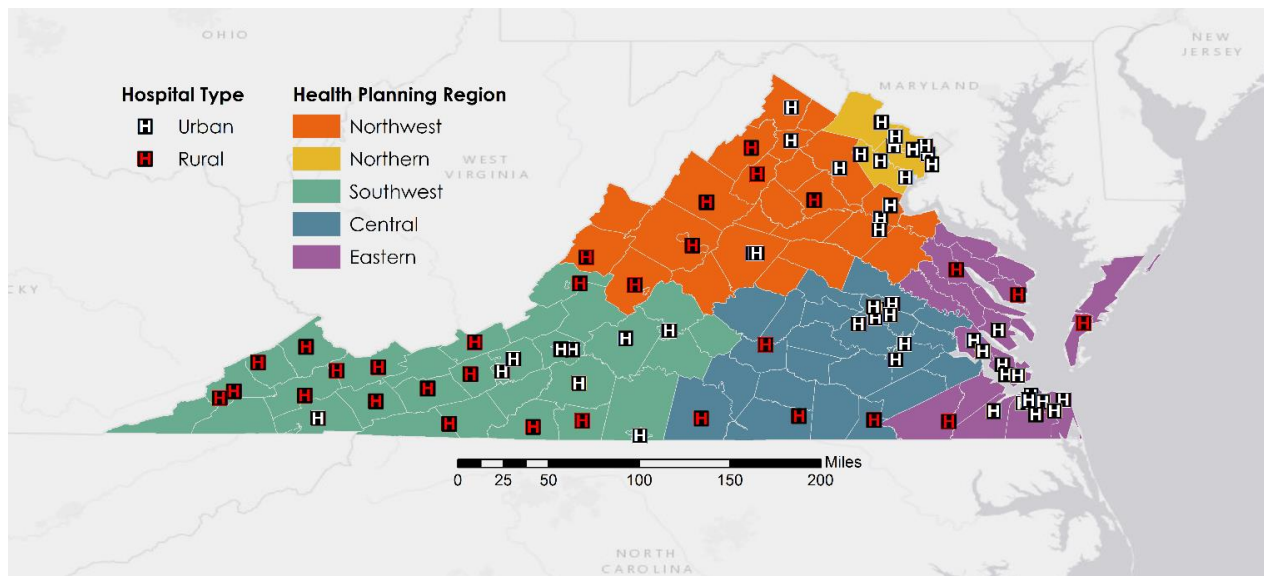 OHIO
NEW
JERSEY
MARYLAND
Hospital Type
H Urban
H Rural
Health Planning Region
Northwest
Northern
Southwest
Central
Eastern
WEST
VIRGINIA
CKY
Miles
0 25 50 100 150 200
NORTH
CAROLINA